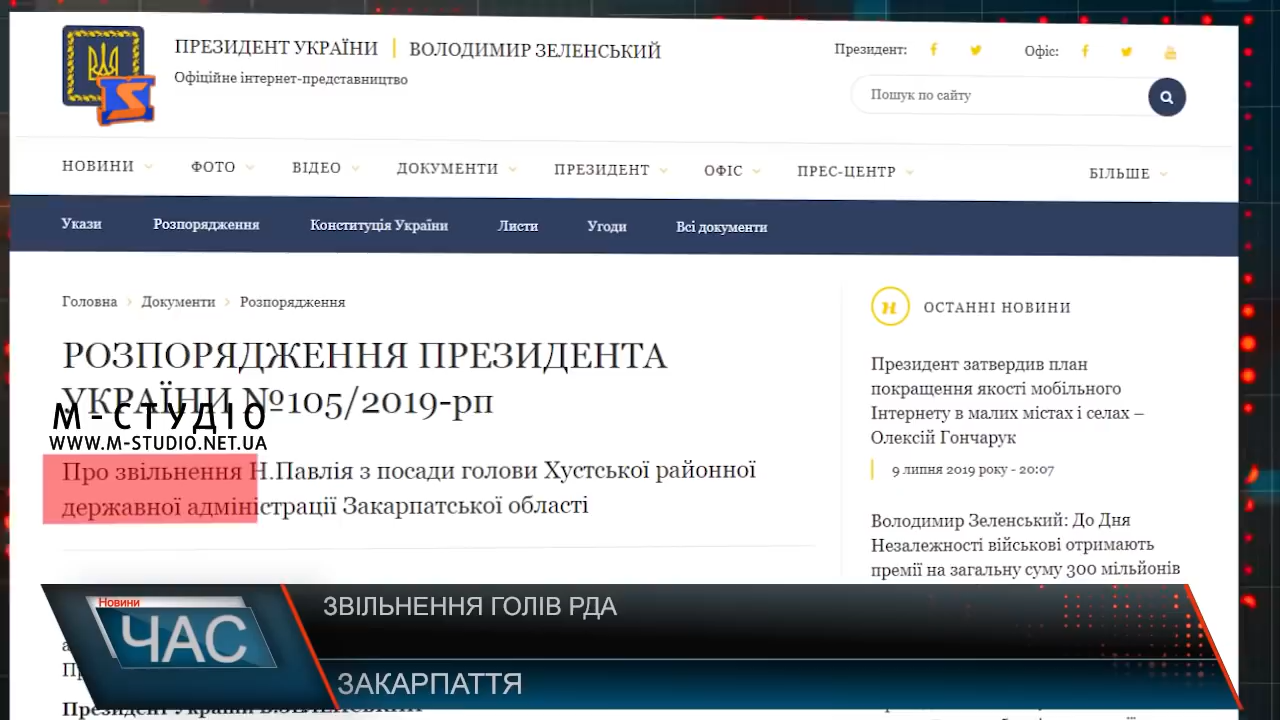 ПРЕЗИДЕНТ УКРАЇНИ | ВОЛОДИМИР ЗЕЛЕНСЬКИЙ
Офіційне інтернет-представництво
Президент:
Офіс:
Пошук по сайту
НОВИНИ ФОТО ВІДЕО ДОКУМЕНТИ ПРЕЗИДЕНТ ОФІС ПРЕС-ЦЕНТР БІЛЬШЕ
Укази Розпорядження Конституція України Листи Угоди Всі документи
Головна > Документи > Розпорядження
РОЗПОРЯДЖЕННЯ ПРЕЗИДЕНТА
УКРАЇНИ №105/2019-рп
М-СТУДІО
WWW.M-STUDIO.NET.UA
Про звільнення Н.Павлія з посади голови Хустської районної
державної адміністрації Закарпатської області
ОСТАННІ НОВИНИ
Президент затвердив план
покращення якості мобільного
Інтернету в малих містах і селах –
Олексій Гончарук
9 липня 2019 року - 20:07
Володимир Зеленський: До Дня
Незалежності військові отримають
премії на загальну суму 300 мільйонів
Новини
ЧАС
ЗВІЛЬНЕННЯ ГОЛІВ РДА
ЗАКАРПАТТЯ
Президент України